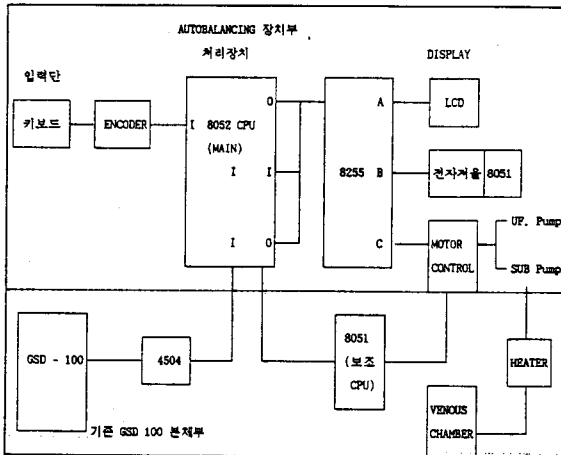 AUTOBALANCING 장치부
처리장치
DISPLAY
입력단
키보드
ENCODER
I
8052 CPU
(MAIN)
O
I
I
I
O
8255
A
B
C
LCD
전자저울
8051
MOTOR
CONTROL
UF. Pump
SUB Pump
GSD - 100
4504
8051
(보조
CPU)
HEATER
VENOUS
CHAMBER
기존 GSD 100 본체부